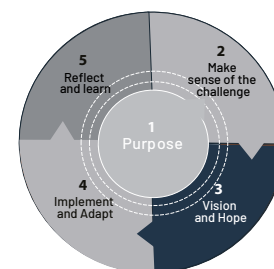 1
Purpose
2
Make
sense of the
challenge
3
Vision
and Hope
4
Implement
and Adapt
5
Reflect
and learn